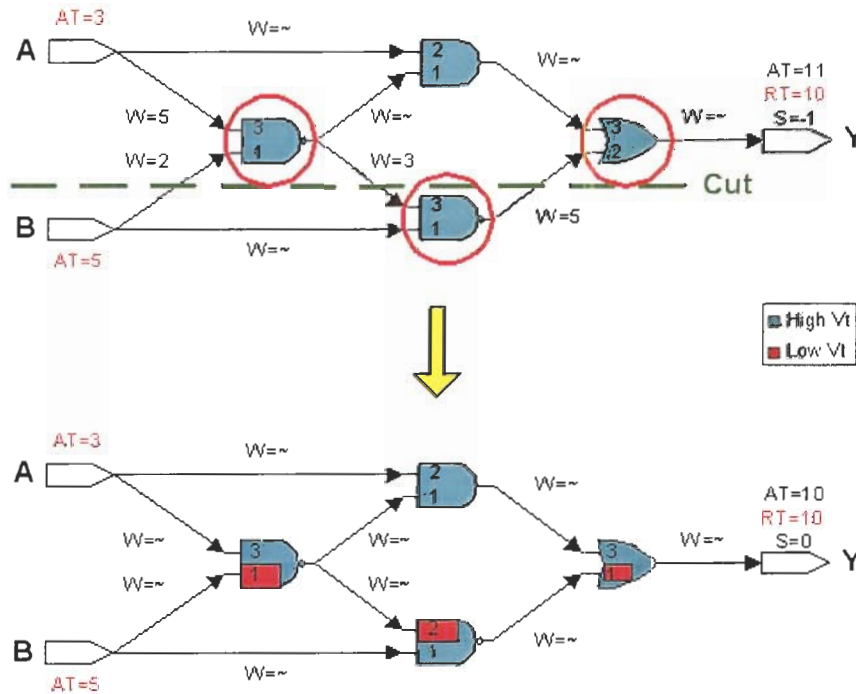 AT=3
A
W=~
2
1
W=~
AT=11
RT=10
S=-1
W=5
3
1
W=~
3
2
W=~
Y
W=2
W=3
Cut
B
3
1
W=5
AT=5
W=~
High Vt
Low Vt
AT=3
A
W=~
2
1
W=~
AT=10
RT=10
S=0
W=~
3
1
W=~
3
1
W=~
Y
W=~
W=~
B
2
1
W=~
AT=5
W=~